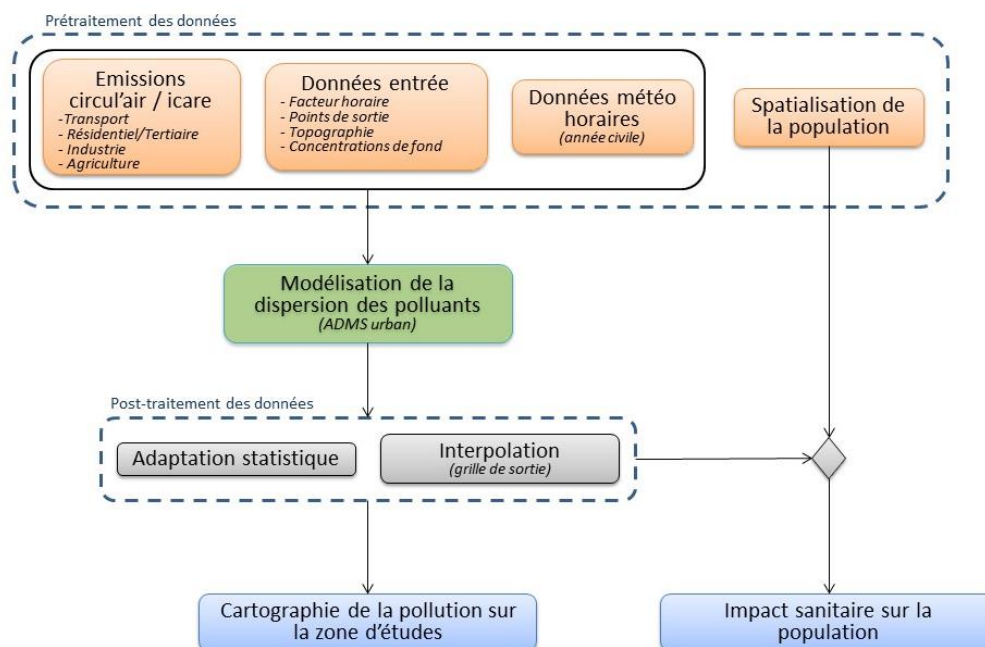 Prétraitement des données
Emissions
circul'air / icare
-Transport
- Résidentiel/Tertiaire
- Industrie
- Agriculture
Données entrée
- Facteur horaire
- Points de sortie
- Topographie
- Concentrations de fond
Données météo
horaires
(année civile)
Spatialisation de
la population
Modélisation de la
dispersion des polluants
(ADMS urban)
Post-traitement des données
Adaptation statistique
Interpolation
(grille de sortie)
Cartographie de la pollution sur
la zone d'études
Impact sanitaire sur la
population